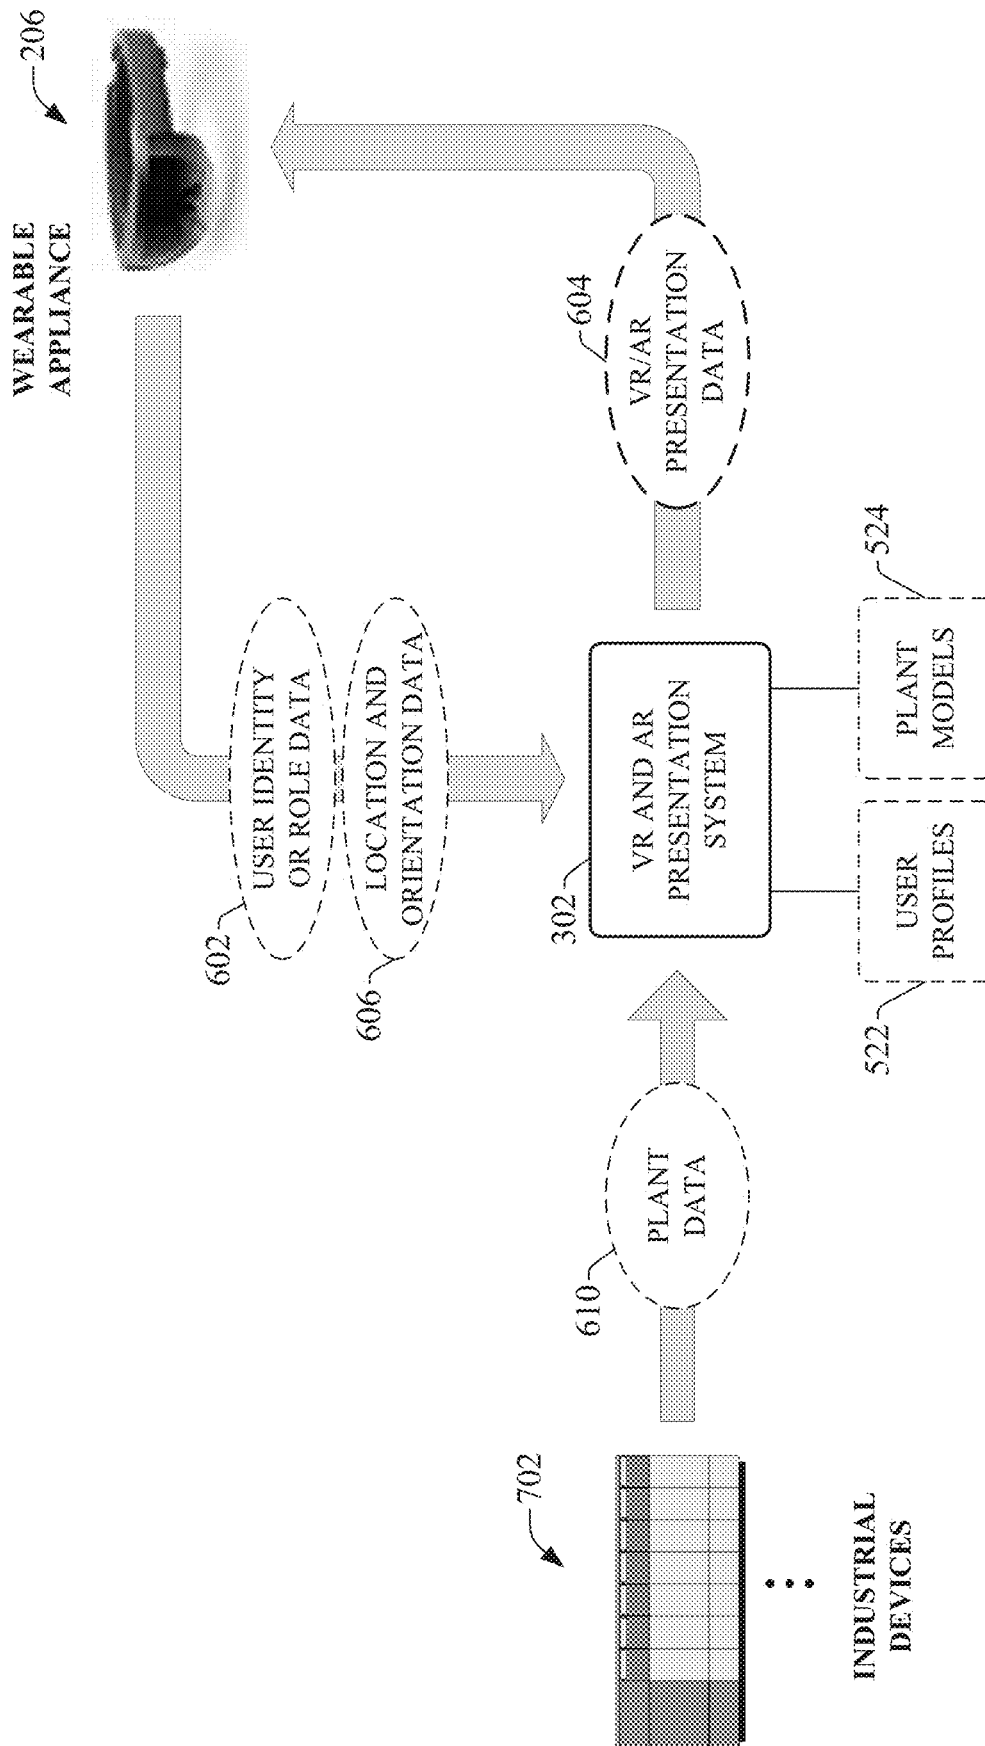 WEARABLE
APPLIANCE
206
USER IDENTITY
OR ROLE DATA
602
LOCATION AND
ORIENTATION DATA
606
VR/AR
PRESENTATION
DATA
604
VR AND AR
PRESENTATION
SYSTEM
302
PLANT
DATA
610
USER
PROFILES
522
PLANT
MODELS
524
702
INDUSTRIAL
DEVICES